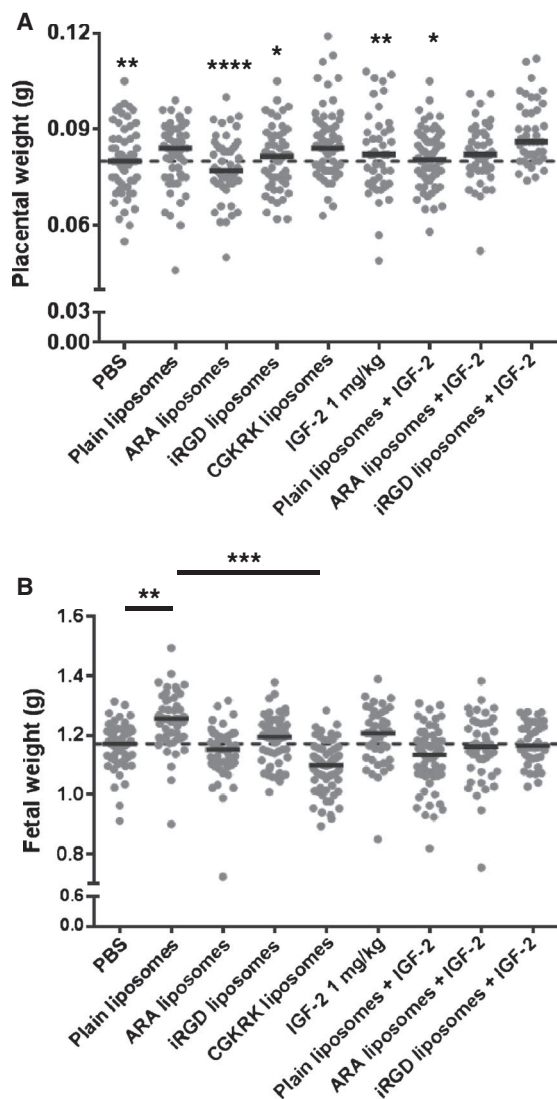 A
Placental weight (g)
0.12
0.09
0.06
0.03
0.00
** **** * ** *
PBS
Plain liposomes
ARA liposomes
iRGD liposomes
CGKRK liposomes
IGF-2 1 mg/kg
Plain liposomes + IGF-2
ARA liposomes + IGF-2
iRGD liposomes + IGF-2
B
***
**
Fetal weight (g)
1.6
1.4
1.2
1.0
0.8
0.6
0.0
PBS
Plain liposomes
ARA liposomes
iRGD liposomes
CGKRK liposomes
IGF-2 1 mg/kg
Plain liposomes + IGF-2
ARA liposomes + IGF-2
iRGD liposomes + IGF-2